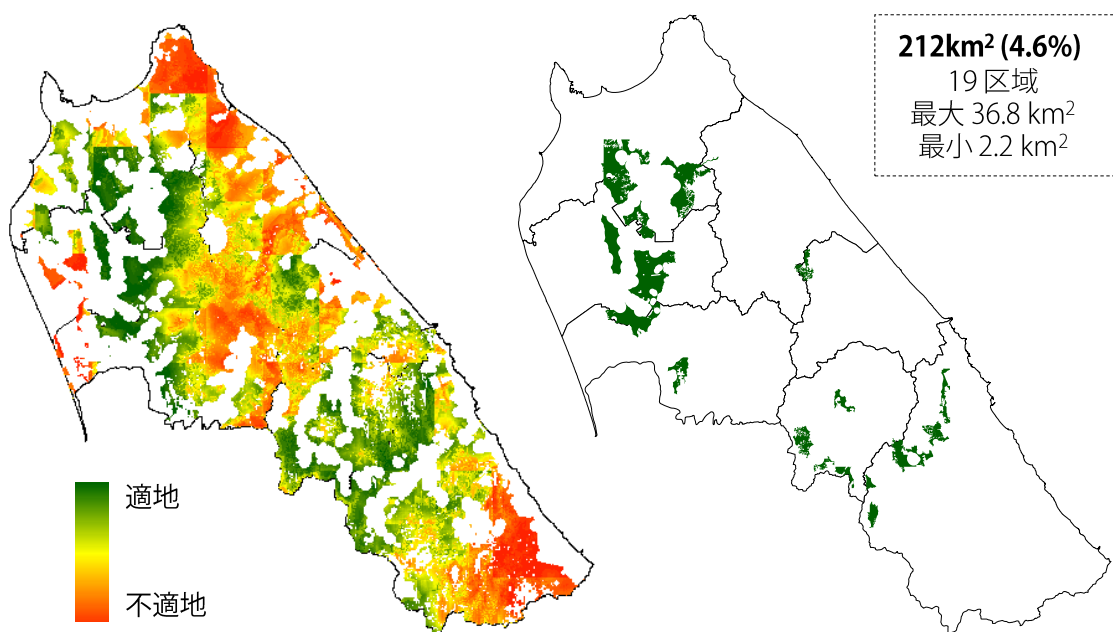 212km² (4.6%)
19 区域
最大 36.8 km²
最小 2.2 km²
適地
不適地